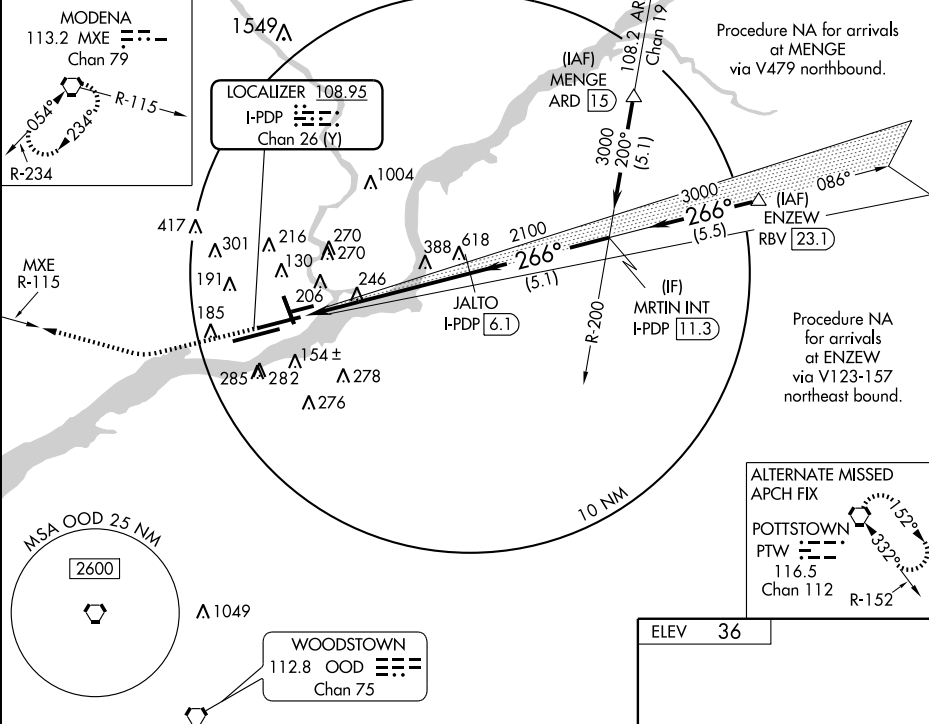 MODENA
113.2 MXE
Chan 79
R-115
054°
234°
R-234
1549
LOCALIZER 108.95
I-PDP
Chan 26 (Y)
108.2 AR
Chan 19
Procedure NA for arrivals
at MENGE
via V479 northbound.
(IAF)
MENGE
ARD 15
3000
200°
(5.1)
1004
3000
086°
266°
(5.5)
(IAF)
ENZEW
RBV 23.1
417
301
216
270
270
130
191
206
246
388
618
2100
266°
(5.1)
MXE
R-115
185
JALTO
I-PDP 6.1
(IF)
MRTIN INT
I-PDP 11.3
R-200
154 ±
285
282
278
276
Procedure NA
for arrivals
at ENZEW
via V123-157
northeast bound.
10 NM
ALTERNATE MISSED
APCH FIX
POTTSTOWN
PTW
116.5
Chan 112
152°
332°
R-152
MSA OOD 25 NM
2600
1049
WOODSTOWN
112.8 OOD
Chan 75
ELEV 36